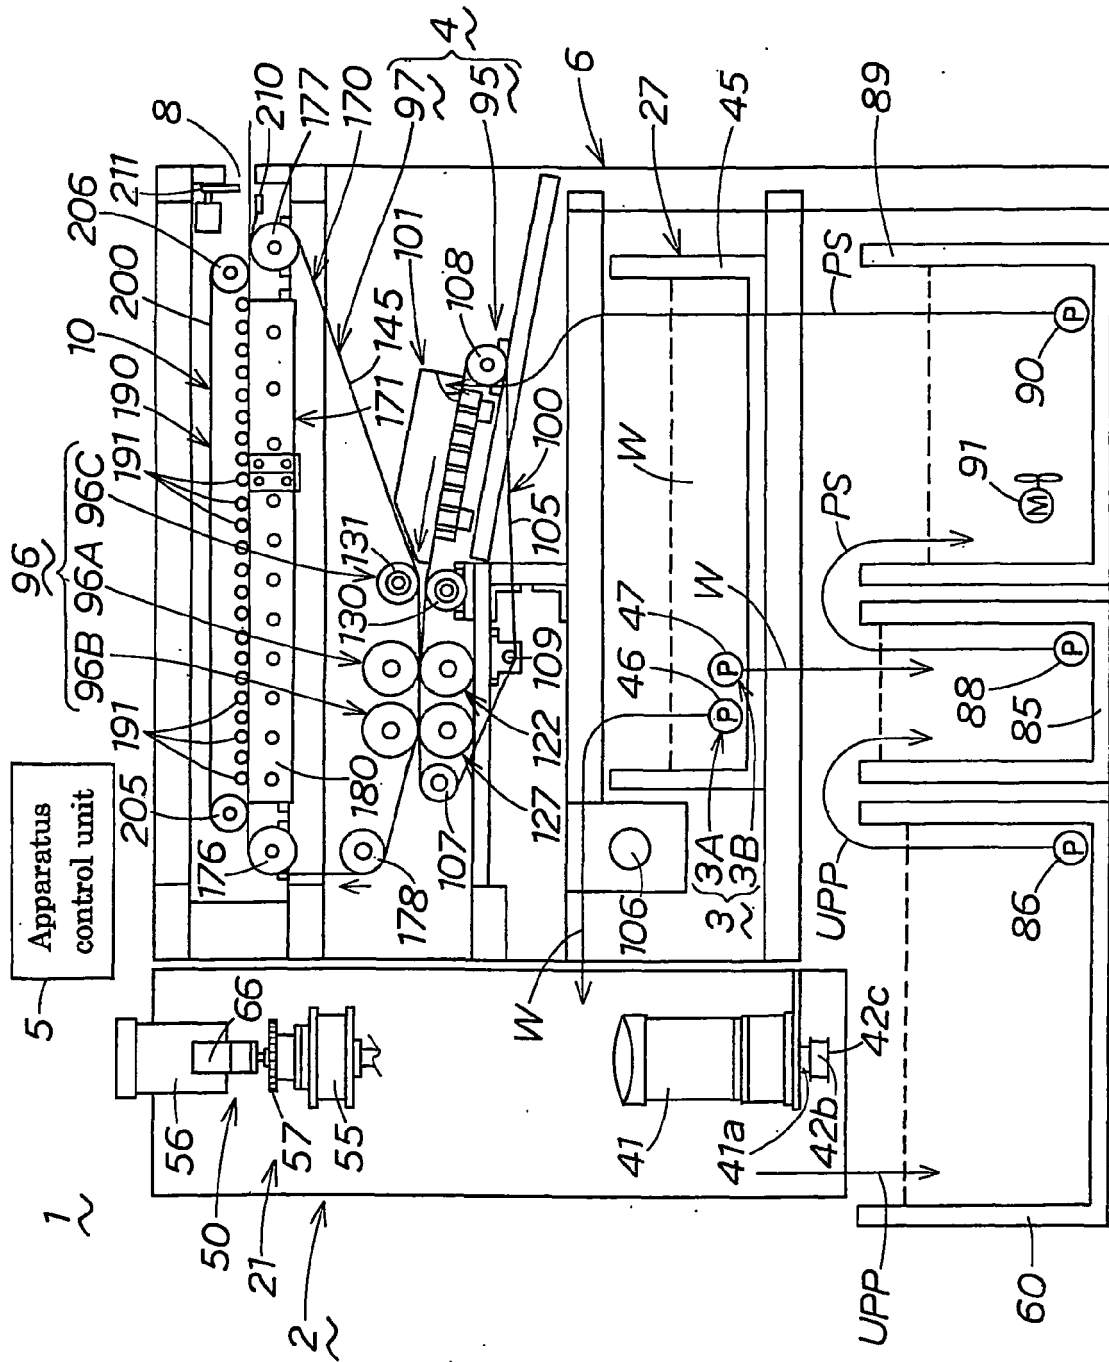 1
5
Apparatus
control unit
96
96B 96A 96C
191
191
190
10
200
206
211
8
210
177
170
97
4
95
205
176
180
171
145
101
108
131
130
178
107
127
122
109
105
100
6
27
45
89
56
66
50
57
21
55
2
W
106
3
3A
3B
46
47
W
W
PS
41
41a
42b
42c
UPP
60
UPP
86
P
85
88
P
PS
91
M
90
P
P
P